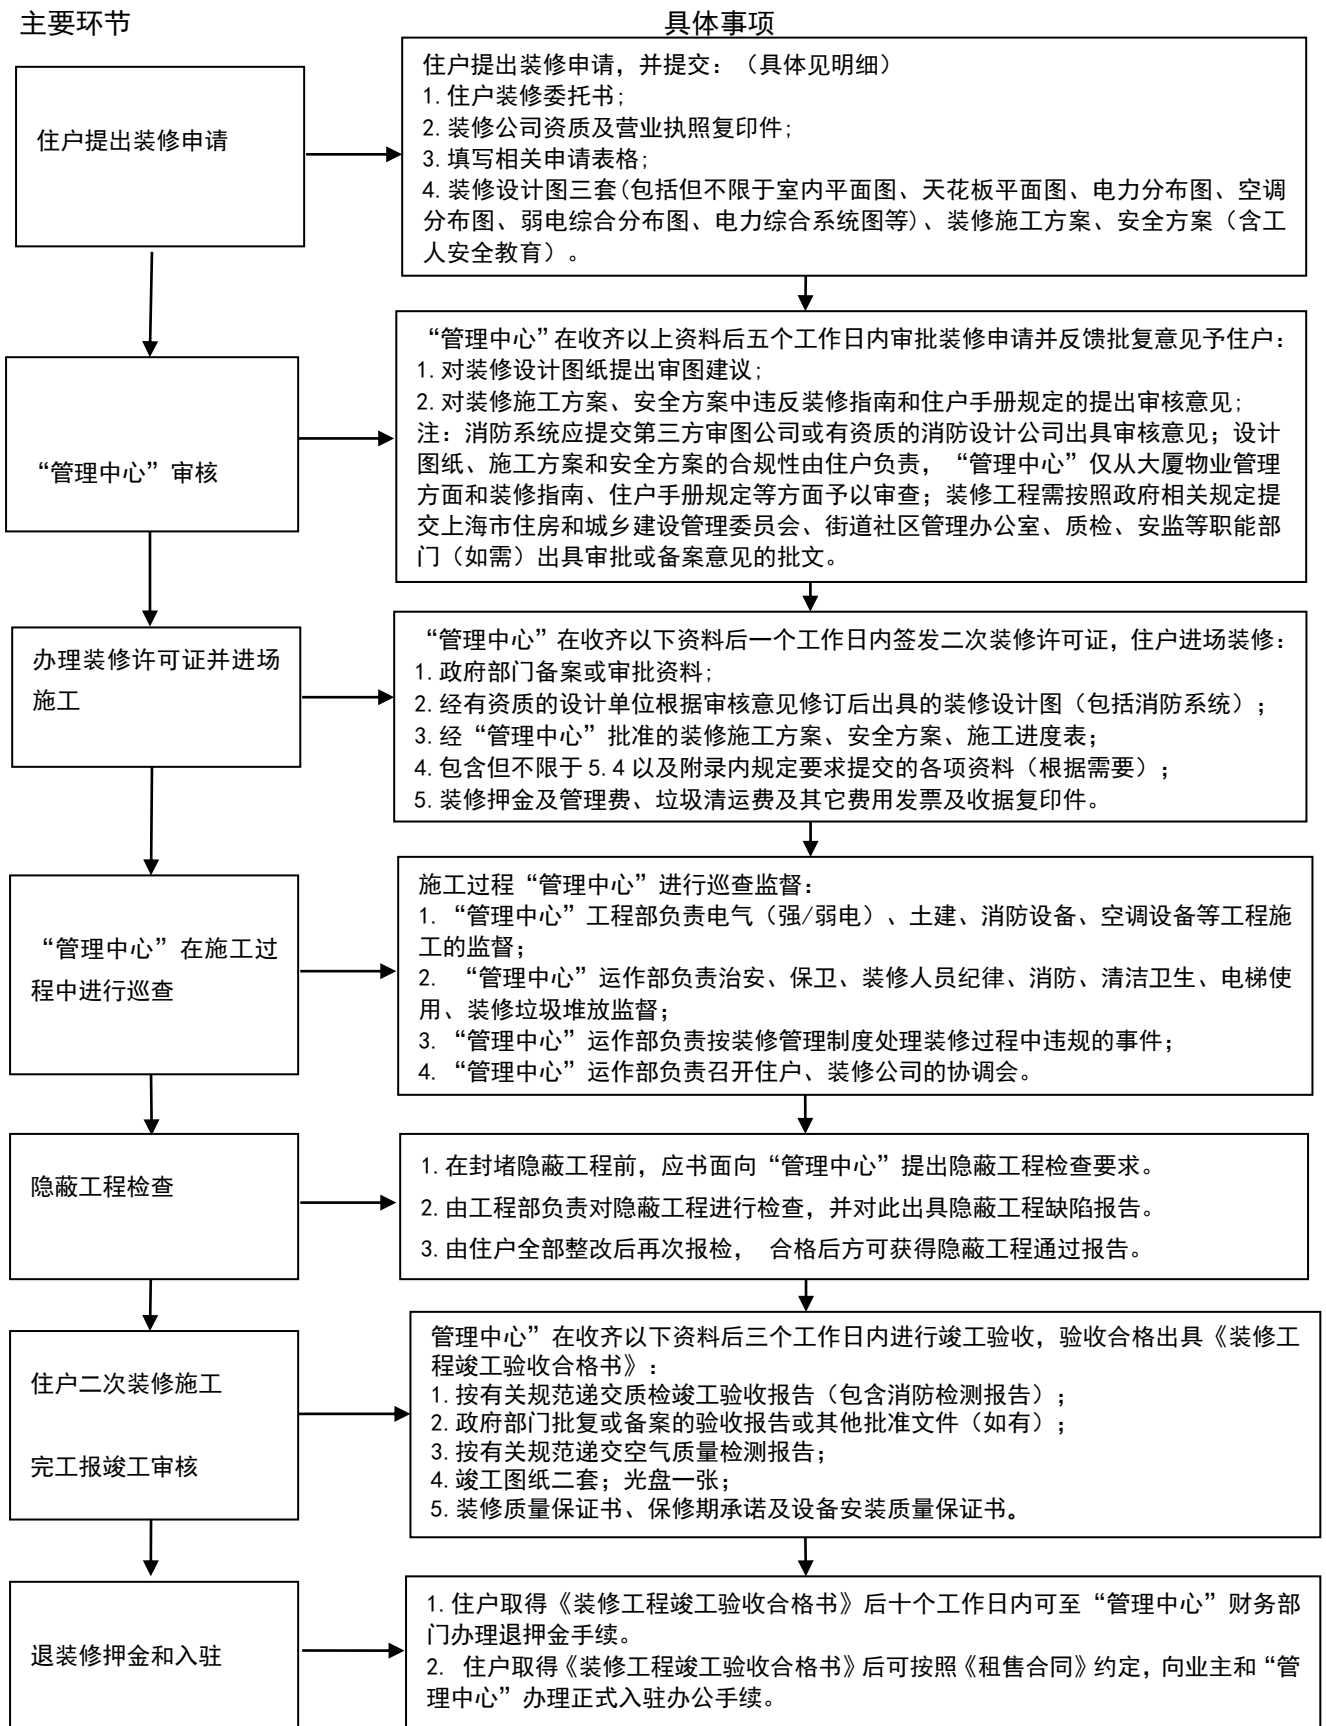 主要环节
具体事项
住户提出装修申请
住户提出装修申请，并提交：（具体见明细）
1.住户装修委托书;
2.装修公司资质及营业执照复印件;
3.填写相关申请表格;
4.装修设计图三套(包括但不限于室内平面图、天花板平面图、电力分布图、空调
分布图、弱电综合分布图、电力综合系统图等)、装修施工方案、安全方案（含工
人安全教育）。
“管理中心”审核
“管理中心”在收齐以上资料后五个工作日内审批装修申请并反馈批复意见予住户：
1.对装修设计图纸提出审图建议;
2.对装修施工方案、安全方案中违反装修指南和住户手册规定的提出审核意见;
注：消防系统应提交第三方审图公司或有资质的消防设计公司出具审核意见；设计
图纸、施工方案和安全方案的合规性由住户负责，“管理中心”仅从大厦物业管理
方面和装修指南、住户手册规定等方面予以审查；装修工程需按照政府相关规定提
交上海市住房和城乡建设管理委员会、街道社区管理办公室、质检、安监等职能部
门（如需）出具审批或备案意见的批文。
办理装修许可证并进场
施工
“管理中心”在收齐以下资料后一个工作日内签发二次装修许可证，住户进场装修：
1.政府部门备案或审批资料;
2.经有资质的设计单位根据审核意见修订后出具的装修设计图（包括消防系统）；
3.经“管理中心”批准的装修施工方案、安全方案、施工进度表；
4.包含但不限于5.4以及附录内规定要求提交的各项资料（根据需要）；
5.装修押金及管理费、垃圾清运费及其它费用发票及收据复印件。
“管理中心”在施工过
程中进行巡查
施工过程“管理中心”进行巡查监督：
1.“管理中心”工程部负责电气（强/弱电）、土建、消防设备、空调设备等工程施
工的监督；
2. “管理中心”运作部负责治安、保卫、装修人员纪律、消防、清洁卫生、电梯使
用、装修垃圾堆放监督；
3.“管理中心”运作部负责按装修管理制度处理装修过程中违规的事件；
4.“管理中心”运作部负责召开住户、装修公司的协调会。
隐蔽工程检查
1.在封堵隐蔽工程前，应书面向“管理中心”提出隐蔽工程检查要求。
2.由工程部负责对隐蔽工程进行检查，并对此出具隐蔽工程缺陷报告。
3.由住户全部整改后再次报检， 合格后方可获得隐蔽工程通过报告。
住户二次装修施工
完工报竣工审核
管理中心”在收齐以下资料后三个工作日内进行竣工验收，验收合格出具《装修工
程竣工验收合格书》：
1.按有关规范递交质检竣工验收报告（包含消防检测报告）；
2.政府部门批复或备案的验收报告或其他批准文件（如有）；
3.按有关规范递交空气质量检测报告；
4.竣工图纸二套；光盘一张；
5.装修质量保证书、保修期承诺及设备安装质量保证书。
退装修押金和入驻
1.住户取得《装修工程竣工验收合格书》后十个工作日内可至“管理中心”财务部
门办理退押金手续。
2. 住户取得《装修工程竣工验收合格书》后可按照《租售合同》约定，向业主和“管
理中心”办理正式入驻办公手续。